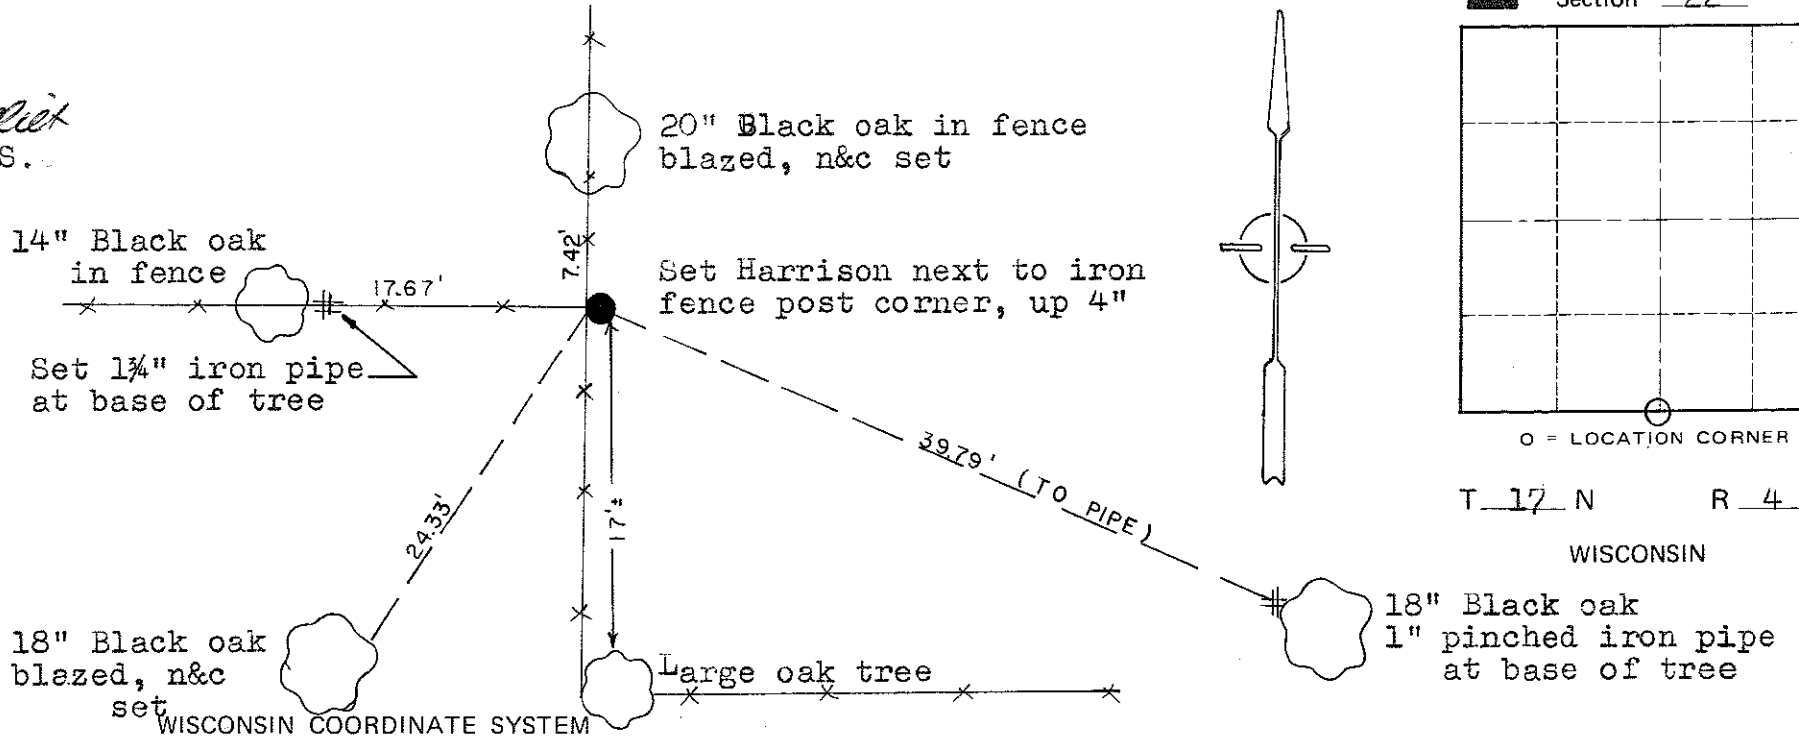 Section 22
S.
20" Black oak in fence
blazed, n&c set
14" Black oak
in fence
17.67'
7.42'
Set Harrison next to iron
fence post corner, up 4"
Set 1¾" iron pipe
at base of tree
O = LOCATION CORNER
39.79' (TO PIPE)
24.33'
17'±
T 17 N R 4
WISCONSIN
18" Black oak
1" pinched iron pipe
at base of tree
18" Black oak
blazed, n&c
set
Large oak tree
WISCONSIN COORDINATE SYSTEM